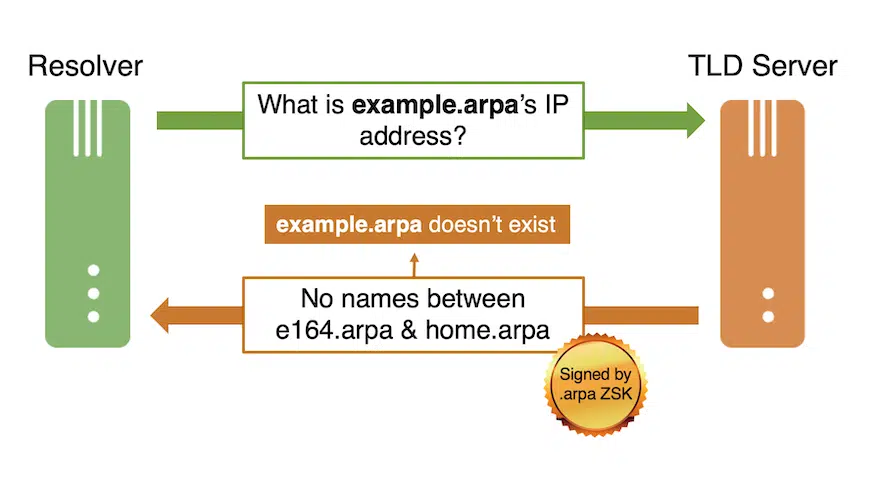 Resolver
TLD Server
What is example.arpa's IP
address?
example.arpa doesn't exist
No names between
e164.arpa & home.arpa
Signed by
.arpa ZSK